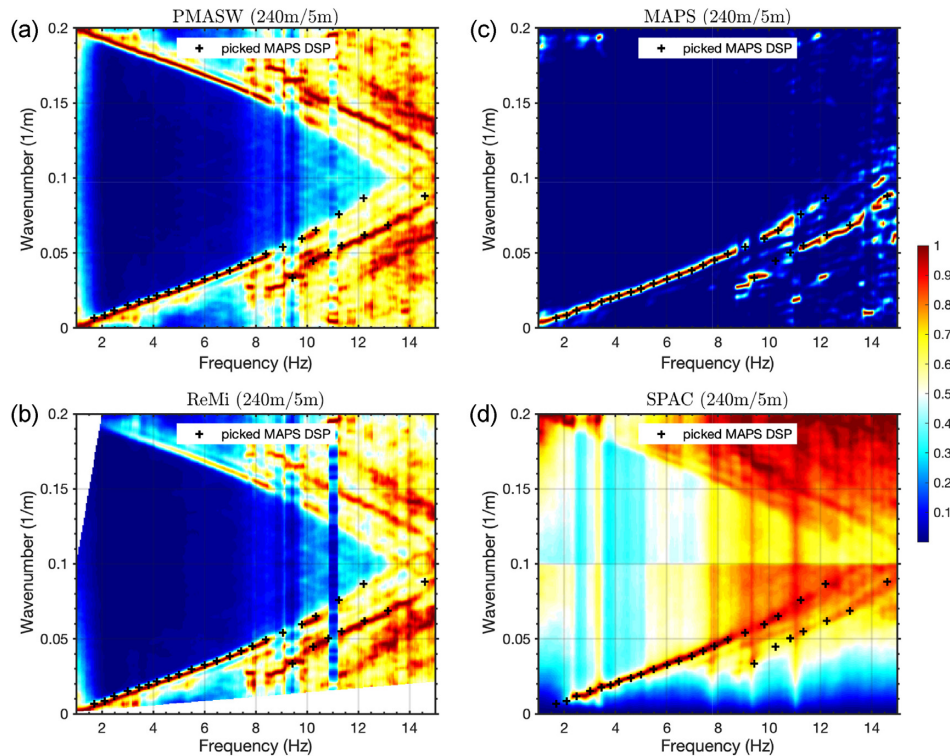 (a)
PMASW (240m/5m)
Wavenumber (1/m)
0.2
0.15
0.1
0.05
0
+ picked MAPS DSP
2 4 6 8 10 12 14
Frequency (Hz)
MAPS (240m/5m)
(c)
Wavenumber (1/m)
0.2
0.15
0.1
0.05
0
+ picked MAPS DSP
2 4 6 8 10 12 14
Frequency (Hz)
(b)
ReMi (240m/5m)
Wavenumber (1/m)
0.2
0.15
0.1
0.05
0
+ picked MAPS DSP
2 4 6 8 10 12 14
Frequency (Hz)
(d)
SPAC (240m/5m)
Wavenumber (1/m)
0.2
0.15
0.1
0.05
0
+ picked MAPS DSP
2 4 6 8 10 12 14
Frequency (Hz)
1
0.9
0.8
0.7
0.6
0.5
0.4
0.3
0.2
0.1